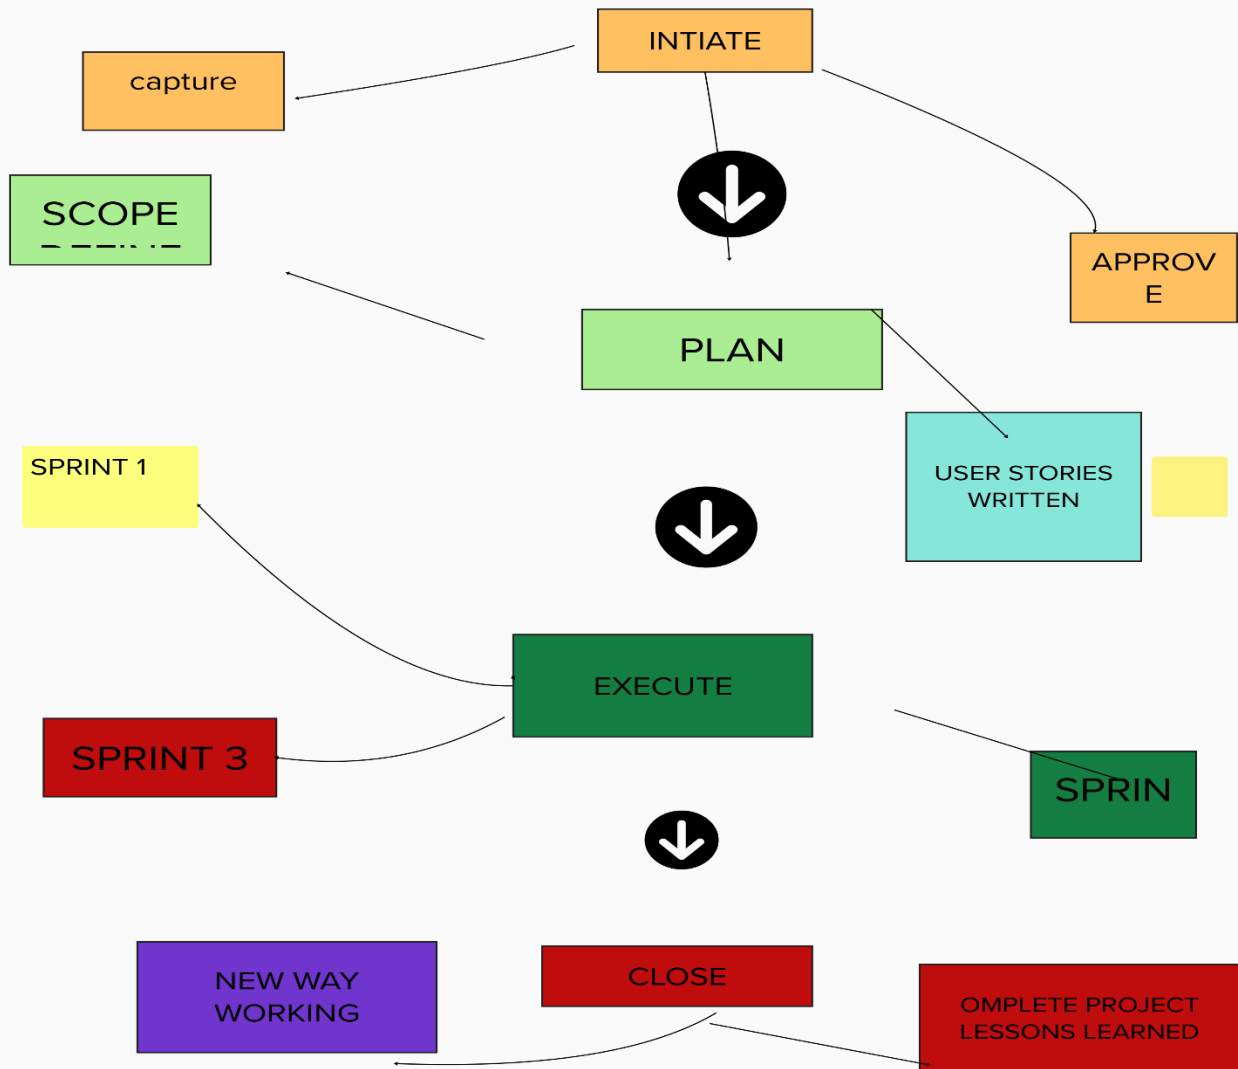 INTIATE
capture
SCOPE
APPROV
E
PLAN
SPRINT 1
USER STORIES
WRITTEN
EXECUTE
SPRINT 3
SPRIN
NEW WAY
WORKING
CLOSE
OMPLETE PROJECT
LESSONS LEARNED